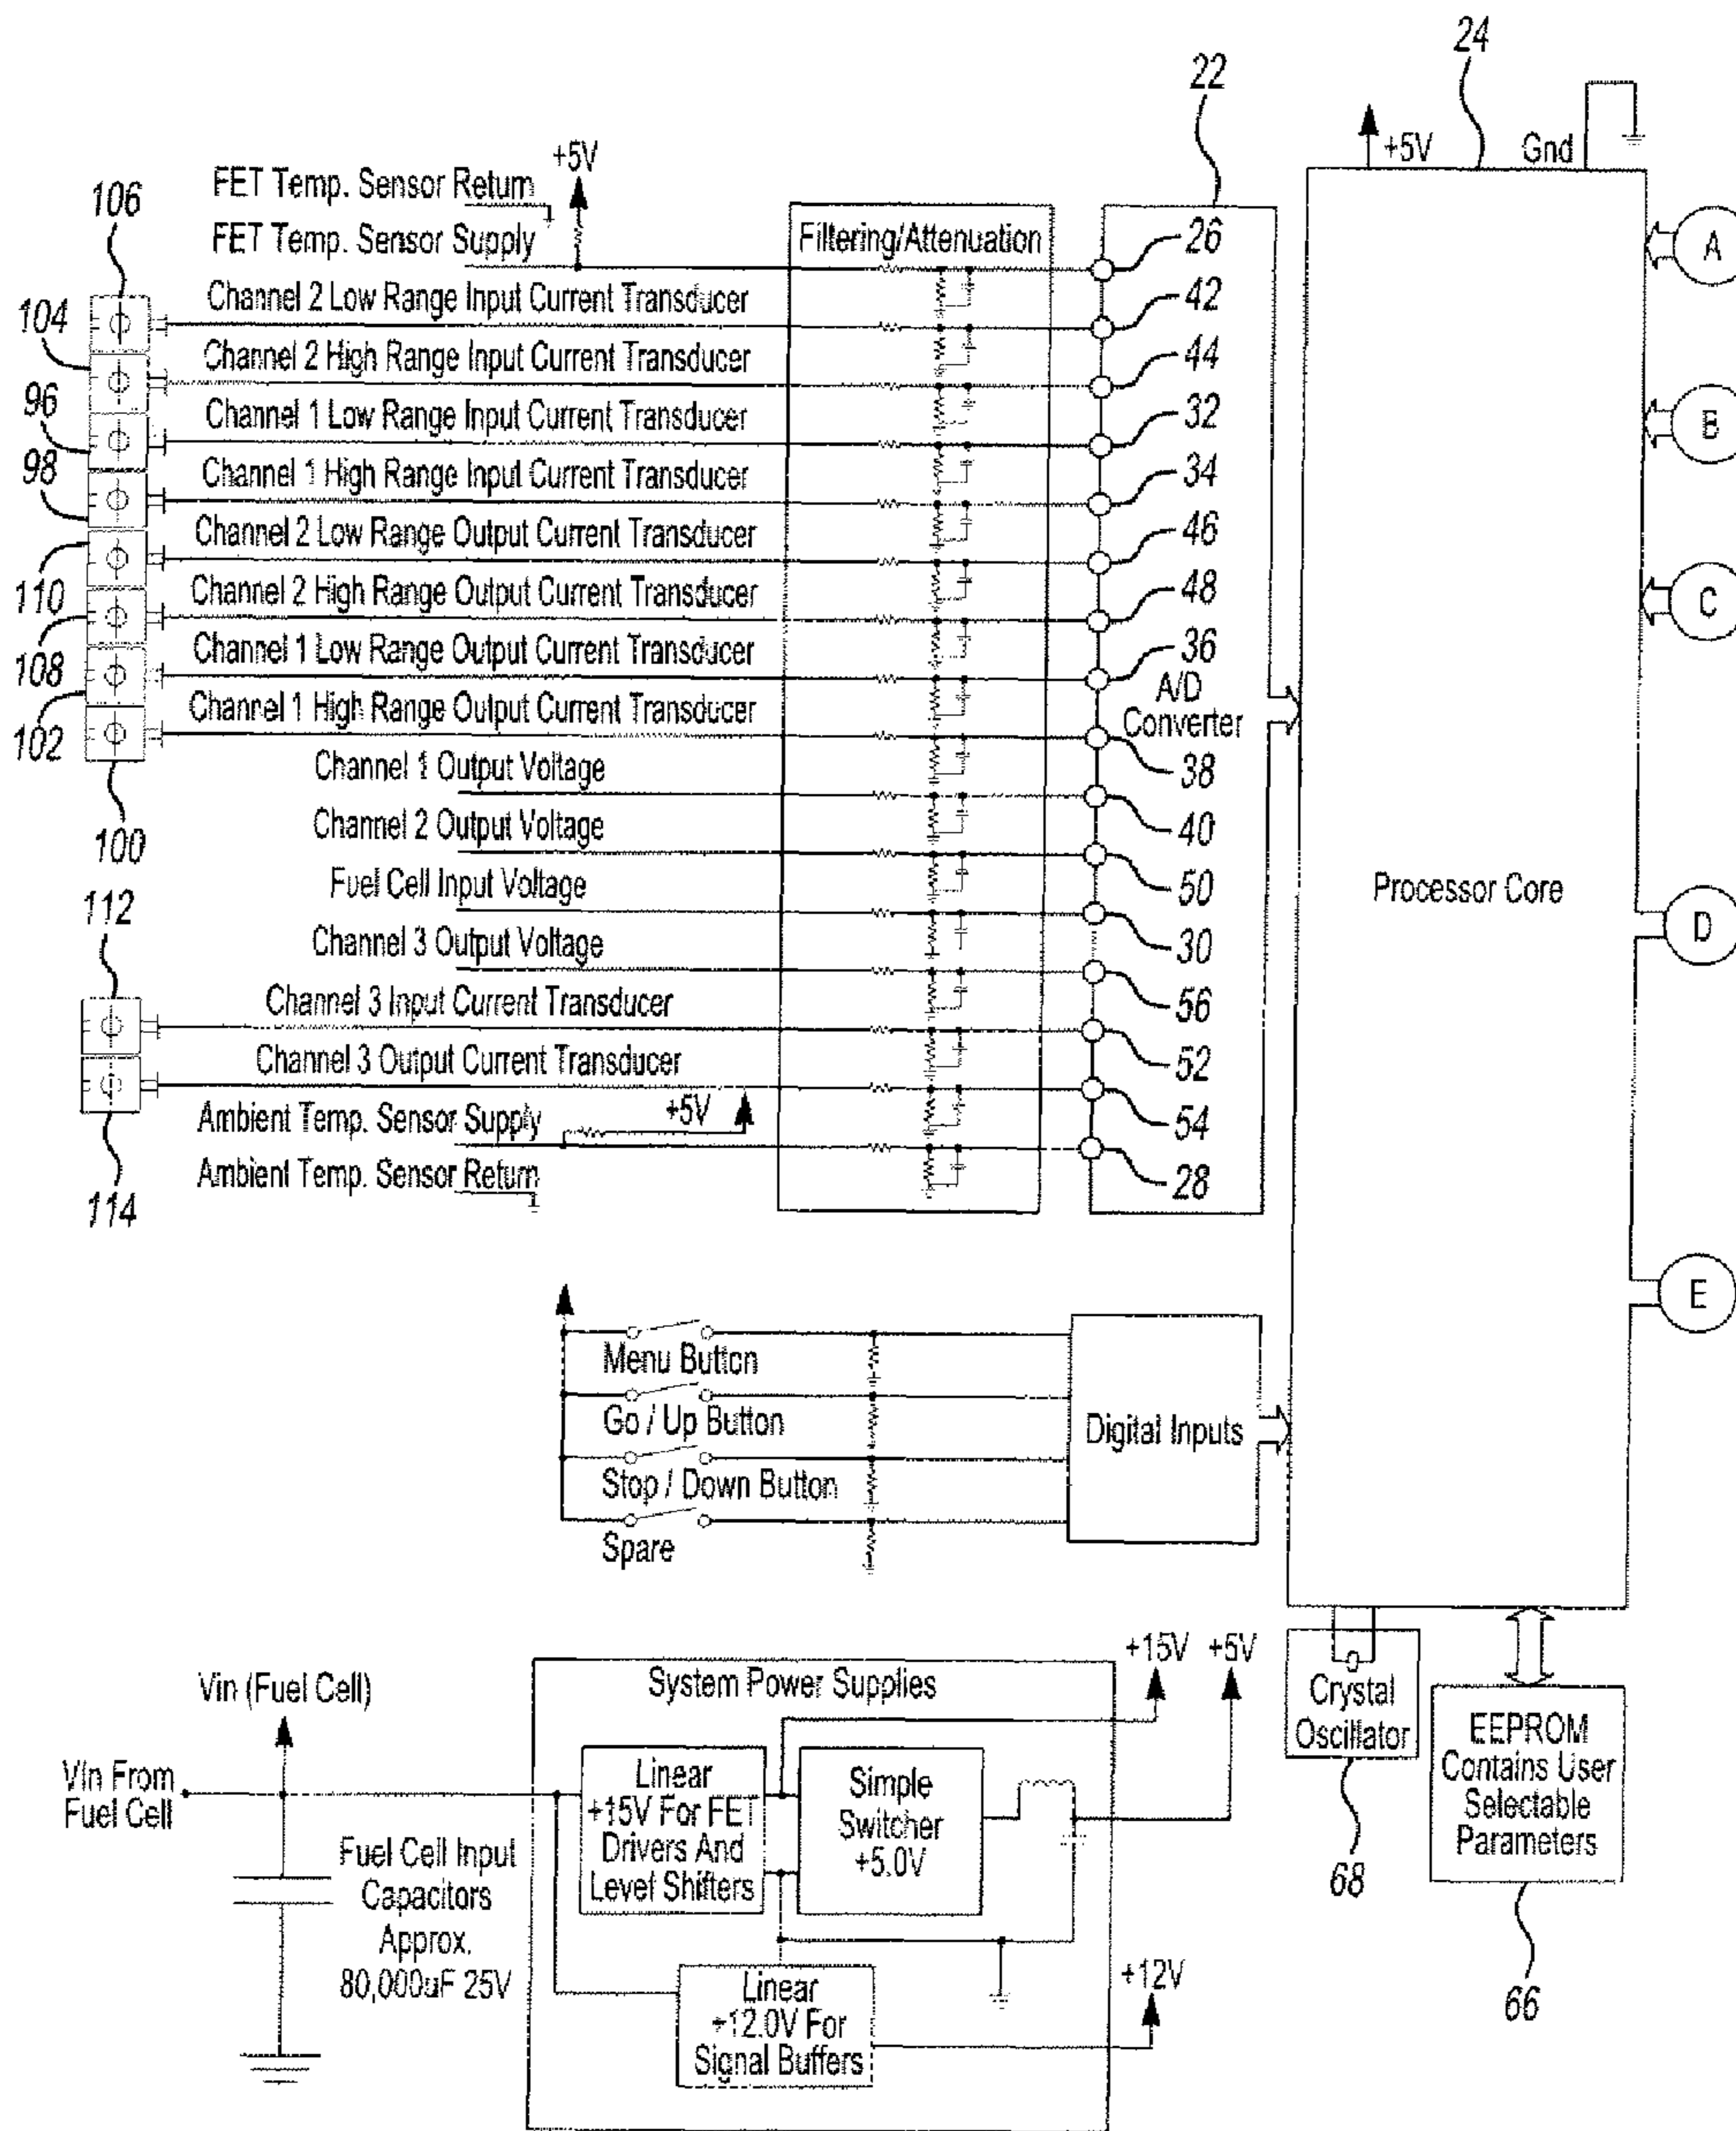 24
22
+5V
Gnd
106
FET Temp. Sensor Return
+5V
FET Temp. Sensor Supply
Filtering/Attenuation
26
A
104
Channel 2 Low Range Input Current Transducer
42
Channel 2 High Range Input Current Transducer
44
96
Channel 1 Low Range Input Current Transducer
32
B
98
Channel 1 High Range Input Current Transducer
34
Channel 2 Low Range Output Current Transducer
46
110
Channel 2 High Range Output Current Transducer
48
C
108
Channel 1 Low Range Output Current Transducer
36
A/D
Converter
102
Channel 1 High Range Output Current Transducer
38
Channel 1 Output Voltage
40
100
Channel 2 Output Voltage
50
Processor Core
112
Fuel Cell Input Voltage
30
D
Channel 3 Output Voltage
56
Channel 3 Input Current Transducer
52
Channel 3 Output Current Transducer
54
Ambient Temp. Sensor Supply
+5V
Ambient Temp. Sensor Return
28
114
E
Menu Button
Go / Up Button
Digital Inputs
Stop / Down Button
Spare
Vin (Fuel Cell)
System Power Supplies
+15V
+5V
Crystal
Oscillator
EEPROM
Contains User
Selectable
Parameters
Vin From
Fuel Cell
Linear
+15V For FET
Drivers And
Level Shifters
Simple
Switcher
+5.0V
68
Fuel Cell Input
Capacitors
Approx.
80,000uF 25V
Linear
+12.0V For
Signal Buffers
+12V
66